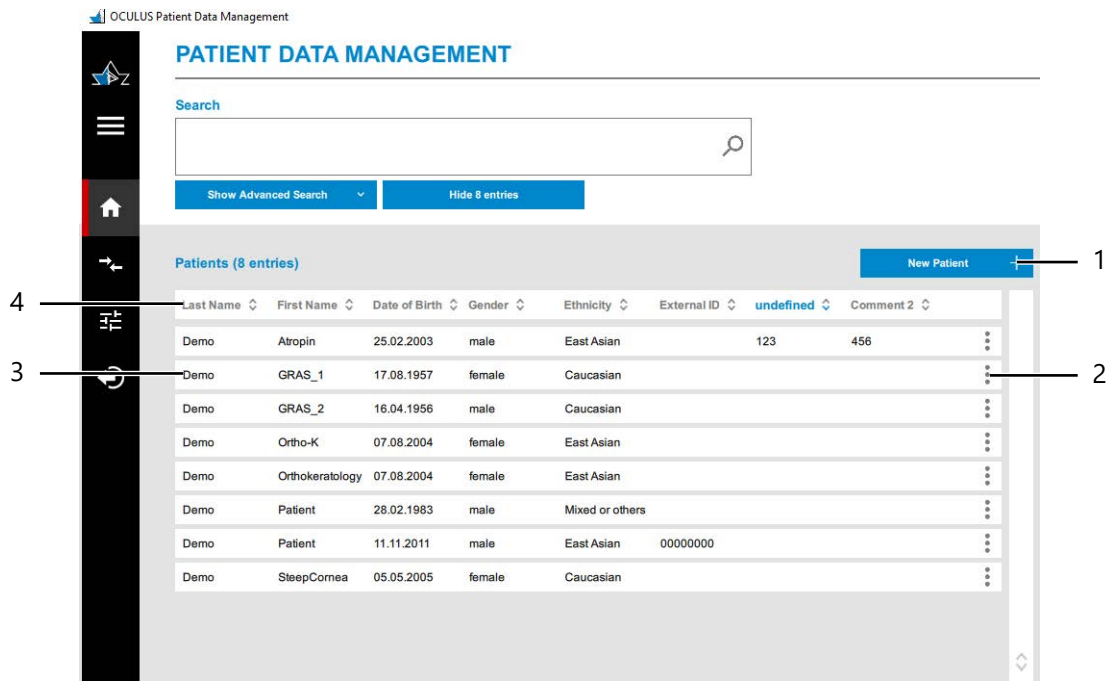 OCULUS Patient Data Management
PATIENT DATA MANAGEMENT
Search
Show Advanced Search Hide 8 entries
Patients (8 entries) New Patient 1
4 Last Name First Name Date of Birth Gender Ethnicity External ID undefined Comment 2
Demo Atropin 25.02.2003 male East Asian 123 456
3 Demo GRAS_1 17.08.1957 female Caucasian 2
Demo GRAS_2 16.04.1956 male Caucasian
Demo Ortho-K 07.08.2004 female East Asian
Demo Orthokeratology 07.08.2004 female East Asian
Demo Patient 28.02.1983 male Mixed or others
Demo Patient 11.11.2011 male East Asian 00000000
Demo SteepCornea 05.05.2005 female Caucasian